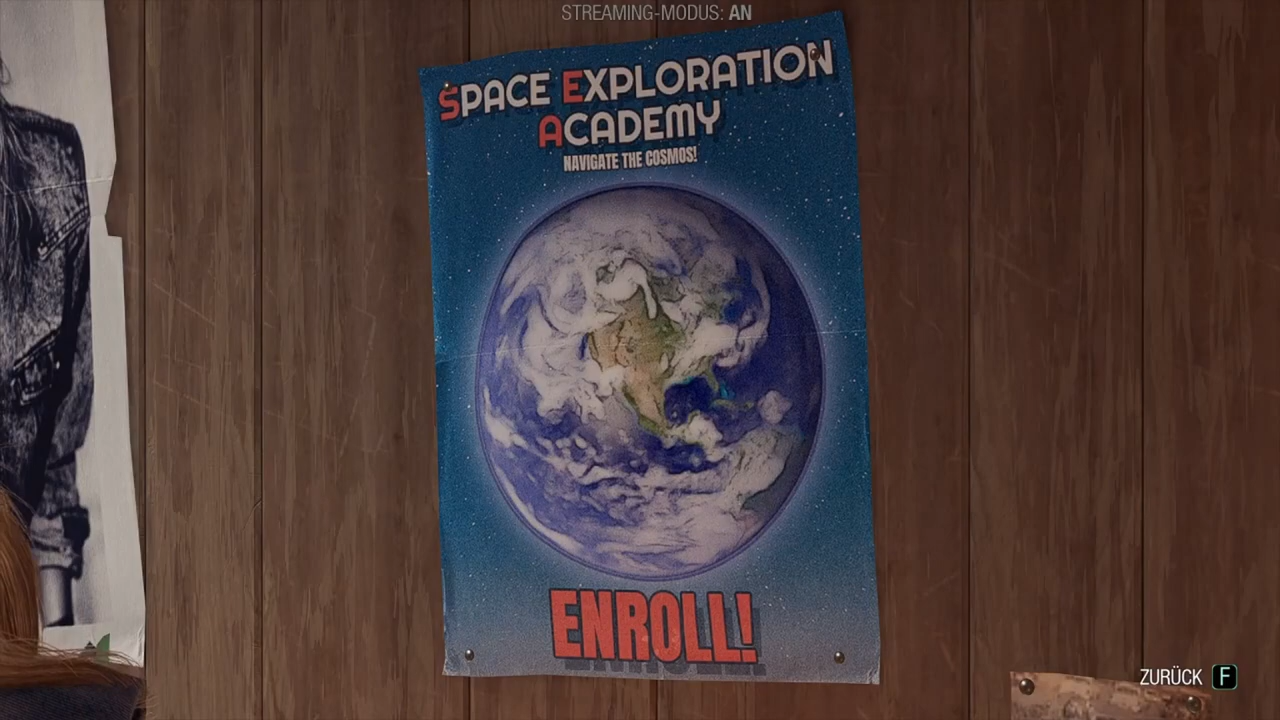 STREAMING-MODUS: AN
SPACE EXPLORATION
ACADEMY
NAVIGATE THE COSMOS!
ENROLL!
ZURÜCK F